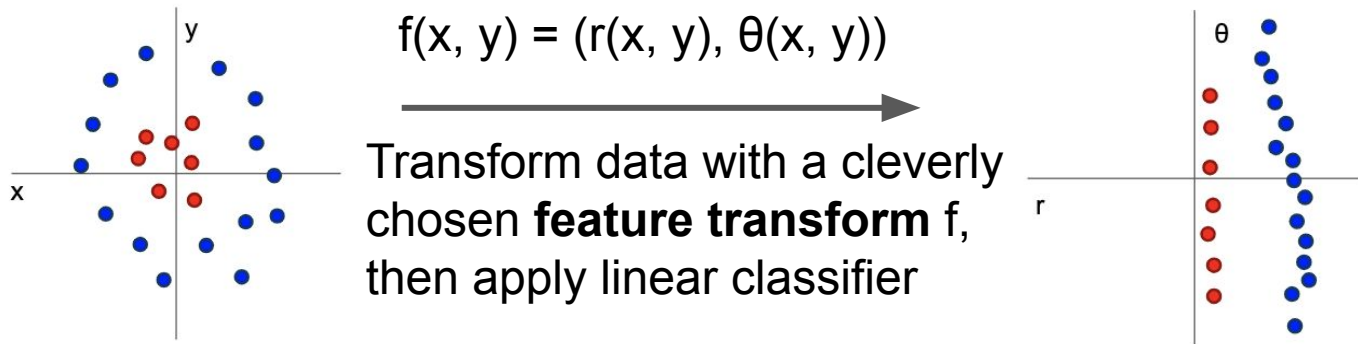 y
x
f(x, y) = (r(x, y), θ(x, y))
Transform data with a cleverly
chosen feature transform f,
then apply linear classifier
θ
r